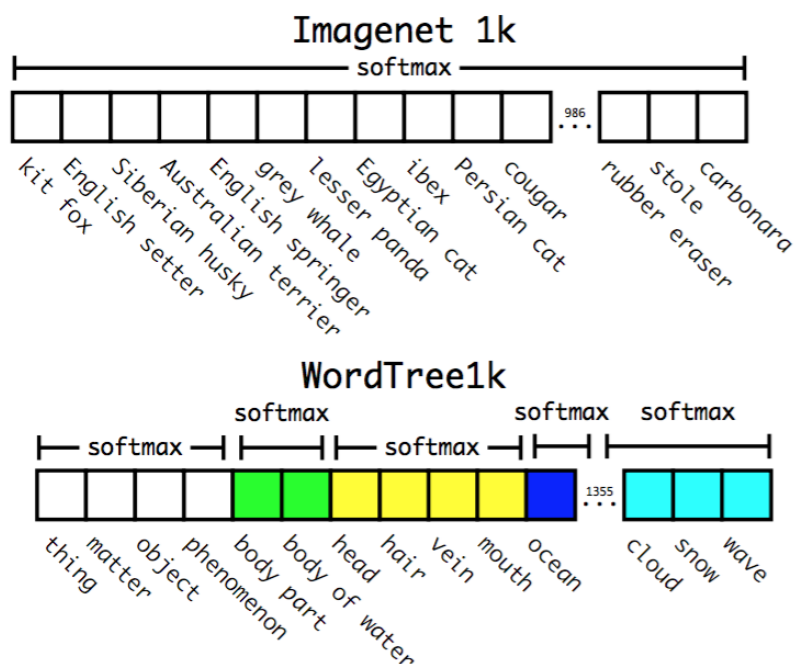 Imagenet 1k
softmax
986
...
kit fox
English setter
Siberian husky
Australian terrier
English springer
grey whale
lesser panda
Egyptian cat
ibex
Persian cat
cougar
rubber eraser
stole
carbonara
WordTree1k
softmax
softmax
softmax
softmax
softmax
1355
...
thing
matter
object
phenomenon
body part
body of water
head
hair
vein
mouth
ocean
cloud
snow
wave